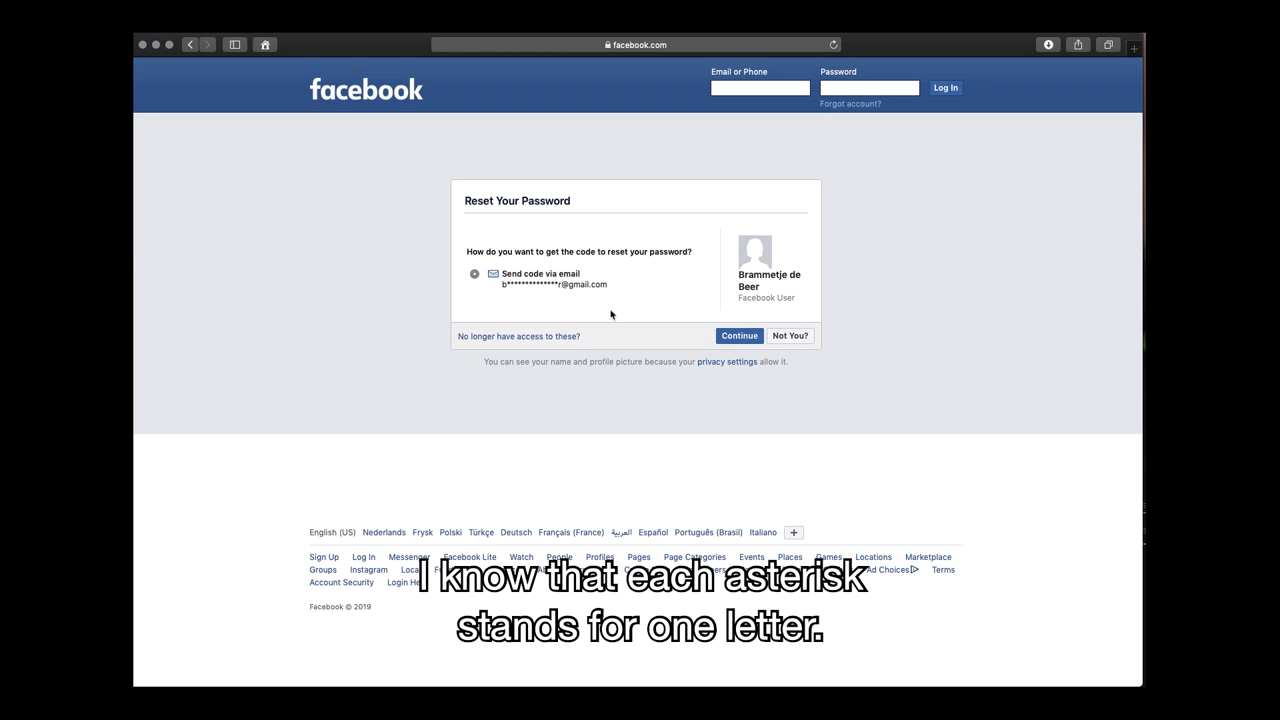 facebook.com
facebook
Email or Phone
Password
Log In
Forgot account?
Reset Your Password
How do you want to get the code to reset your password?
Send code via email
b**************r@gmail.com
Brammetje de
Beer
Facebook User
No longer have access to these?
Continue
Not You?
You can see your name and profile picture because your privacy settings allow it.
English (US) Nederlands Frysk Polski Türkçe Deutsch Français (France) العربية Español Português (Brasil) Italiano +
Sign Up Log In Messenger Facebook Lite Watch People Profiles Pages Page Categories Events Places Games Locations Marketplace
Groups Instagram Ad Choices Terms
Account Security Login
Facebook © 2019
I know that each asterisk
stands for one letter.